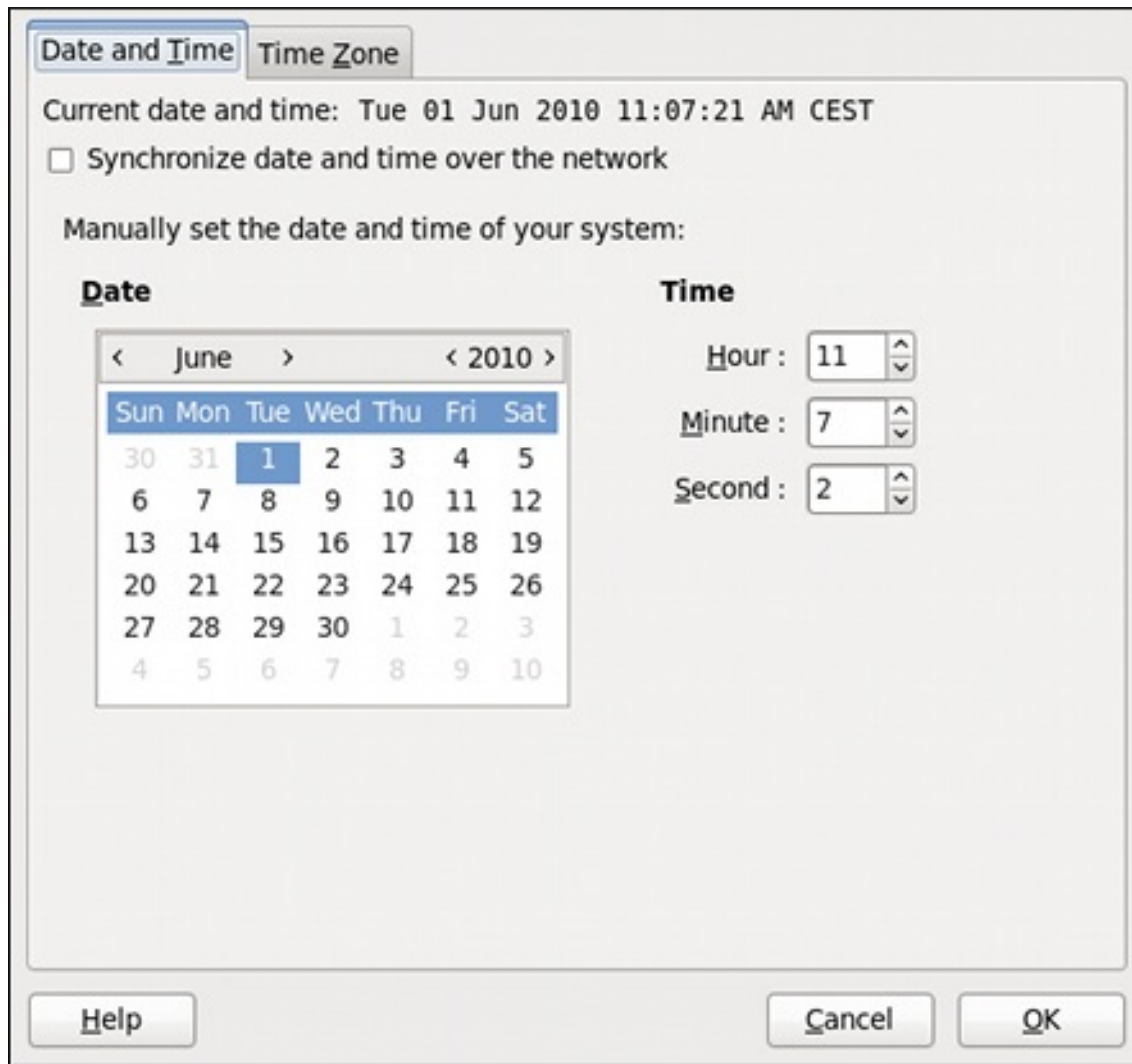 Date and Time Time Zone
Current date and time: Tue 01 Jun 2010 11:07:21 AM CEST
Synchronize date and time over the network
Manually set the date and time of your system:
Date
< June > < 2010 >
Sun Mon Tue Wed Thu Fri Sat
30 31 1 2 3 4 5
6 7 8 9 10 11 12
13 14 15 16 17 18 19
20 21 22 23 24 25 26
27 28 29 30 1 2 3
4 5 6 7 8 9 10
Time
Hour : 11
Minute : 7
Second : 2
Help Cancel OK